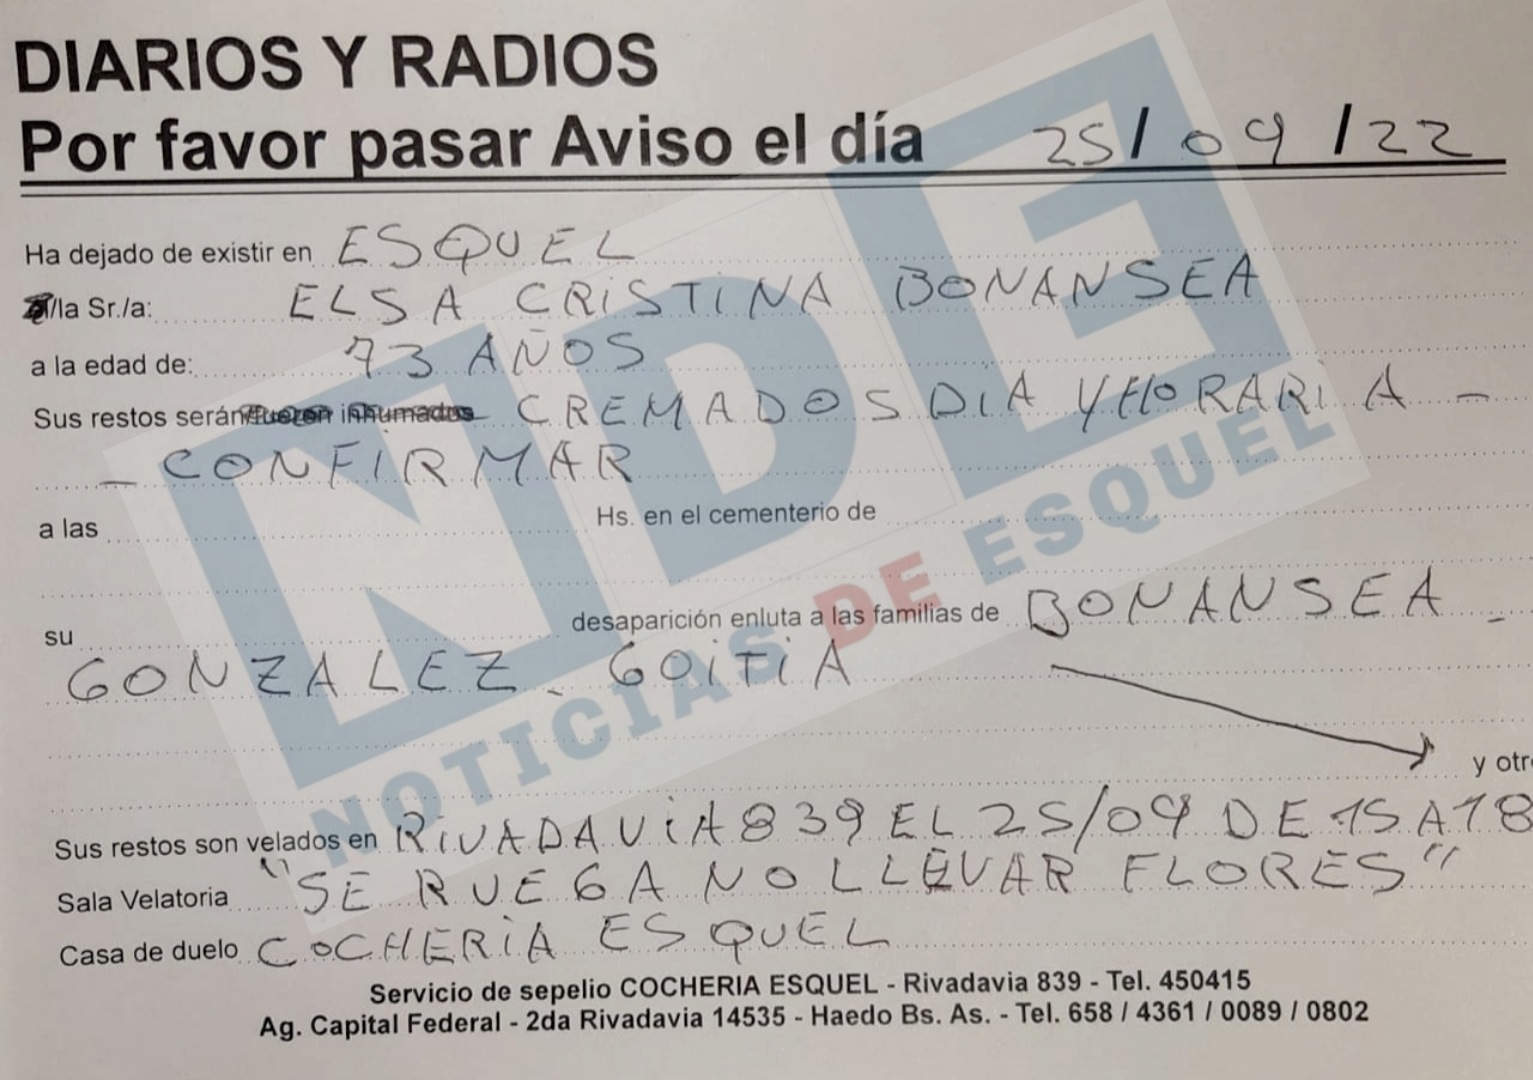 DIARIOS Y RADIOS
Por favor pasar Aviso el día 25/09/22
Ha dejado de existir en ESQUEL
/la Sr./a: ELSA CRISTINA BONANSEA
a la edad de: 73 AÑOS
Sus restos serán/fueron inhumados CREMADOS DIA Y HORARI A -
- CONFIRMAR
a las Hs. en el cementerio de
su desaparición enluta a las familias de BONANSEA -
GONZALEZ - GOITIA
y otr
Sus restos son velados en RIVADAVIA 839 EL 25/09 DE 15 A 18
Sala Velatoria "SE RUEGA NO LLEVAR FLORES"
Casa de duelo COCHERIA ESQUEL
Servicio de sepelio COCHERIA ESQUEL - Rivadavia 839 - Tel. 450415
Ag. Capital Federal - 2da Rivadavia 14535 - Haedo Bs. As. - Tel. 658 / 4361 / 0089 / 0802
NDE
NOTICIAS DE ESQUEL